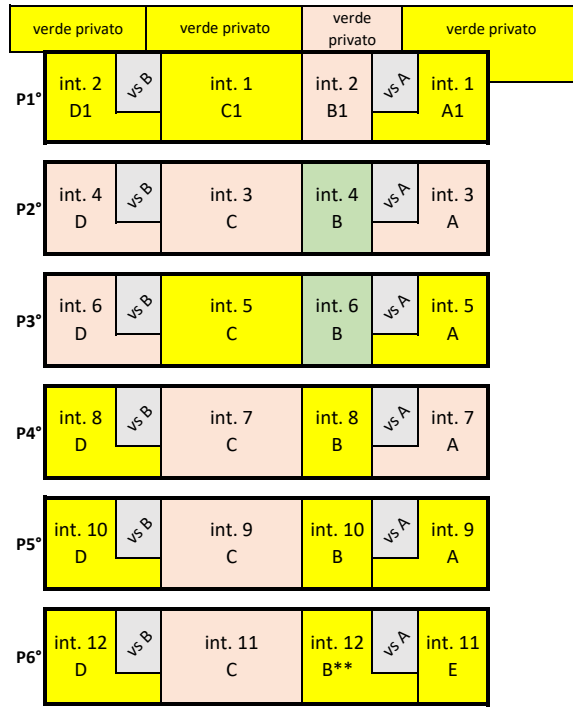 verde privato
verde privato
verde
privato
verde privato
P1°
int. 2
D1
vs B
int. 1
C1
int. 2
B1
vs A
int. 1
A1
P2°
int. 4
D
vs B
int. 3
C
int. 4
B
vs A
int. 3
A
P3°
int. 6
D
vs B
int. 5
C
int. 6
B
vs A
int. 5
A
P4°
int. 8
D
vs B
int. 7
C
int. 8
B
vs A
int. 7
A
P5°
int. 10
D
vs B
int. 9
C
int. 10
B
vs A
int. 9
A
P6°
int. 12
D
vs B
int. 11
C
int. 12
B**
vs A
int. 11
E